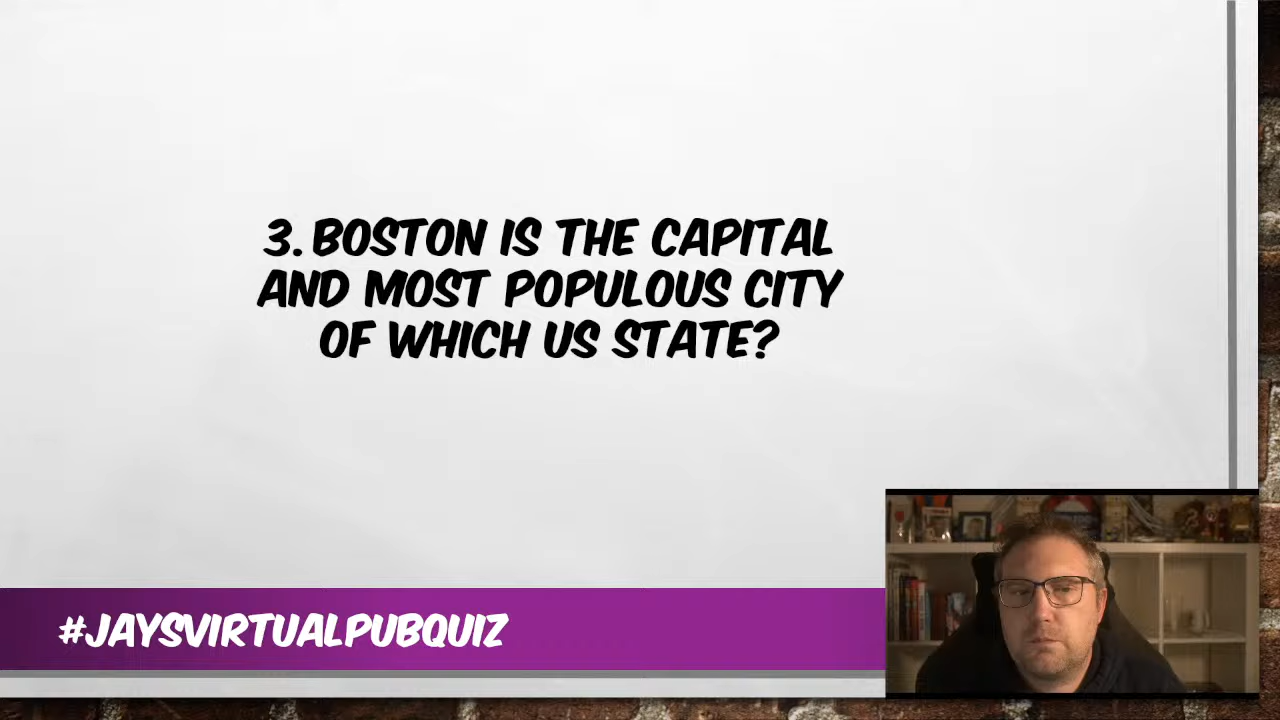 3. BOSTON IS THE CAPITAL
AND MOST POPULOUS CITY
OF WHICH US STATE?
#JAYSVIRTUALPUBQUIZ